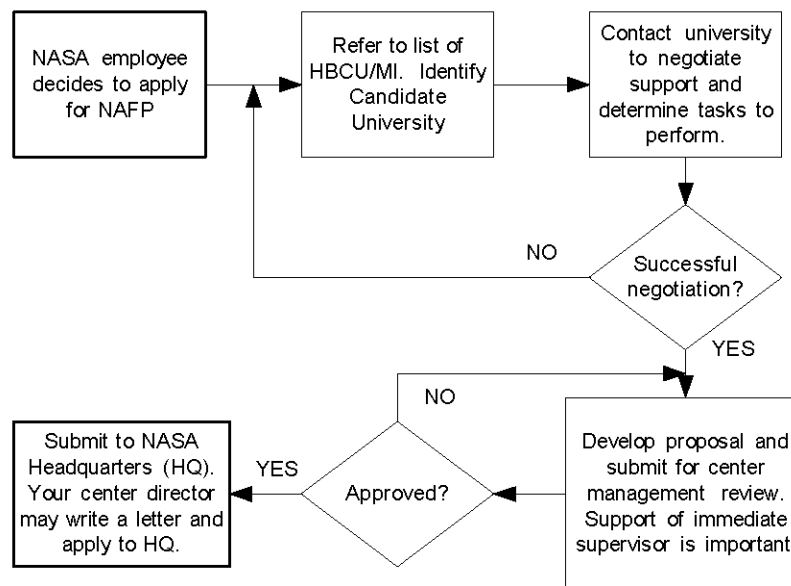 NASA employee
decides to apply
for NAFP
Refer to list of
HBCU/MI. Identify
Candidate
University
Contact university
to negotiate
support and
determine tasks to
perform.
Successful
negotiation?
NO
YES
Develop proposal and
submit for center
management review.
Support of immediate
supervisor is important
Approved?
NO
YES
Submit to NASA
Headquarters (HQ).
Your center director
may write a letter and
apply to HQ.